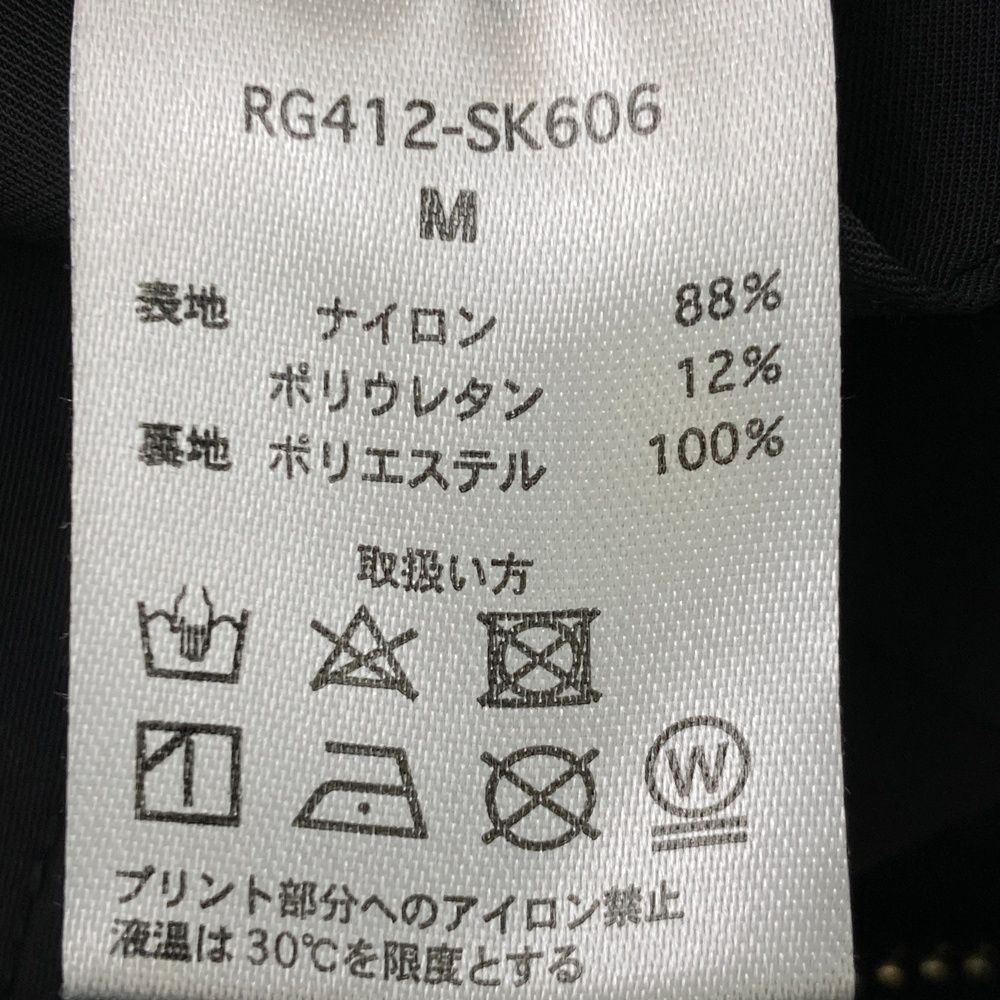 RG412-SK606
M
表地 ナイロン 88%
ポリウレタン 12%
裏地 ポリエステル 100%
取扱い方
W
プリント部分へのアイロン禁止
液温は30℃を限度とする